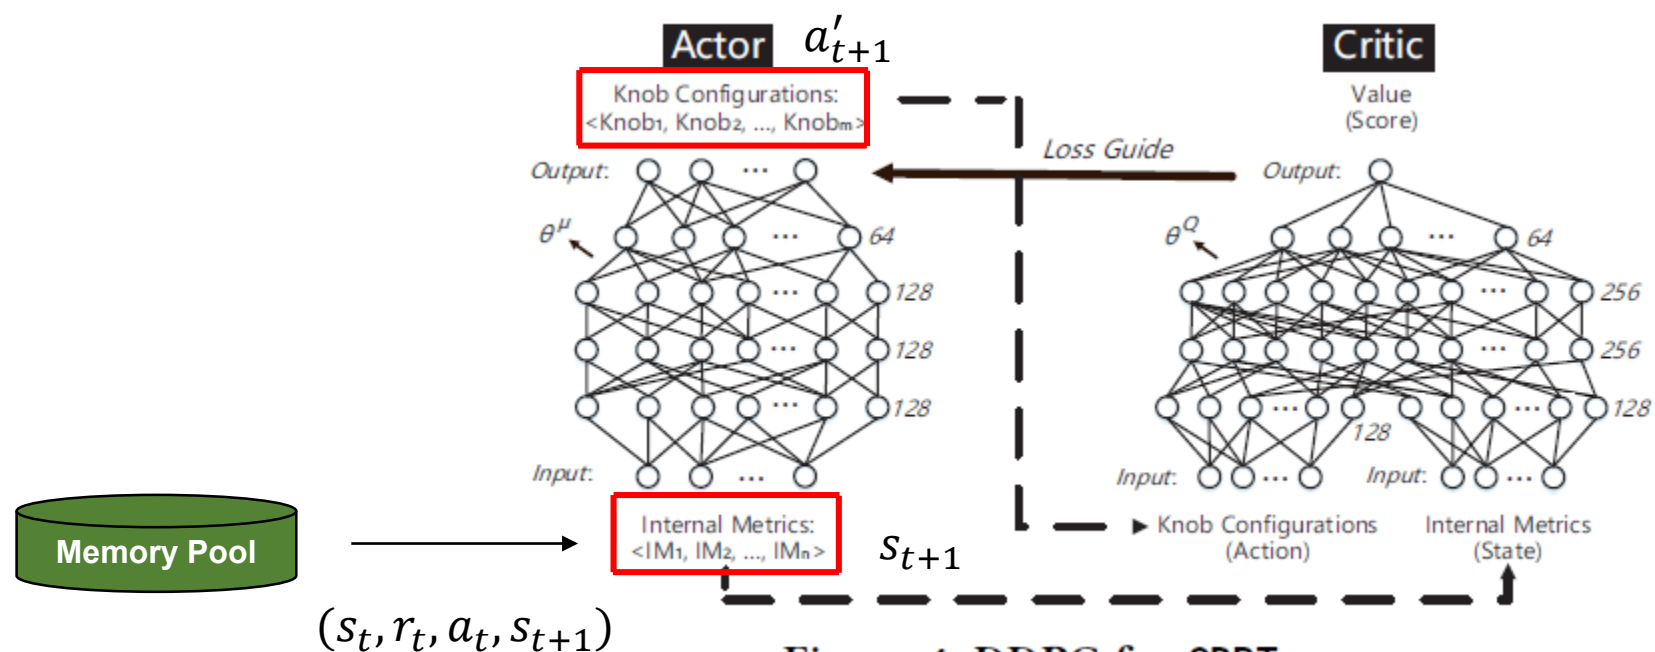 Actor
a′ₜ₊₁
Critic
Knob Configurations:
<Knob₁, Knob₂, ..., Knobₘ>
Value
(Score)
Loss Guide
Output:
...
Output:
θ^μ
... 64
θ^Q
... 64
... 128
... 256
... 128
... 256
... 128
... 128
... 128
Input:
...
Input:
...
Input:
...
Memory Pool
Internal Metrics:
<IM₁, IM₂, ..., IMₙ>
sₜ₊₁
Knob Configurations
(Action)
Internal Metrics
(State)
(sₜ, rₜ, aₜ, sₜ₊₁)